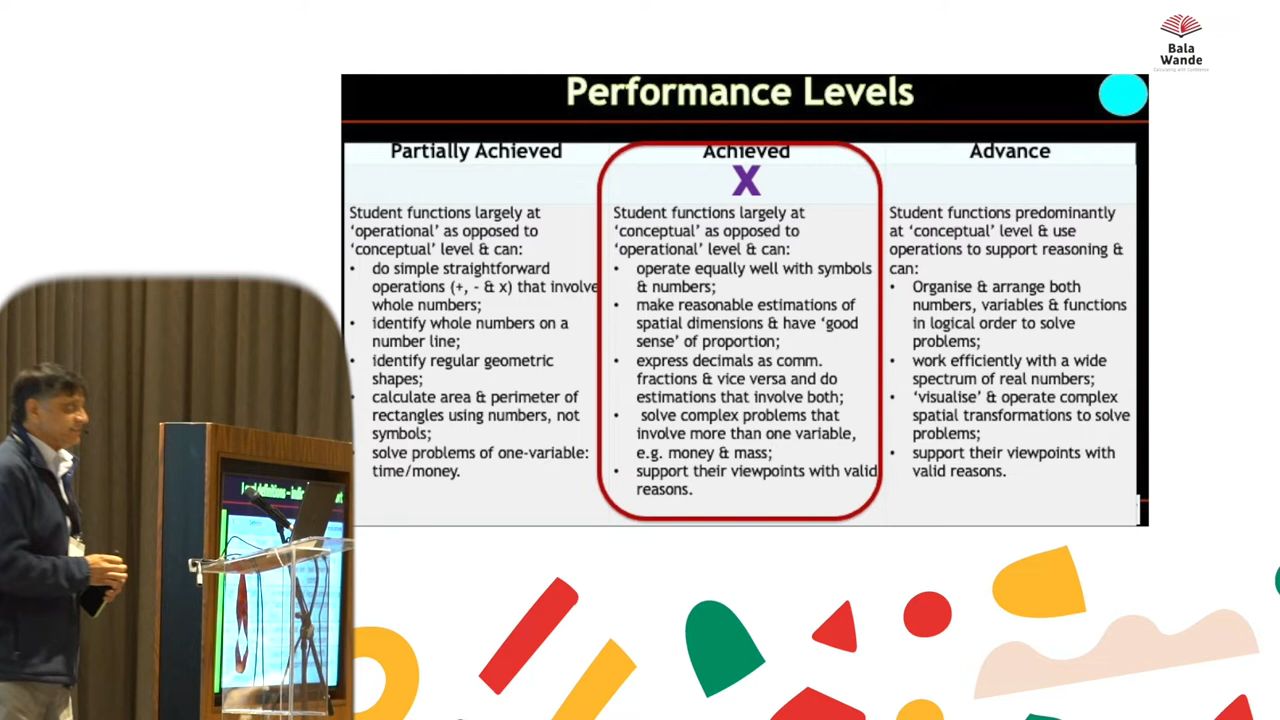 Bala
Wande
Calculating with Confidence
Performance Levels
Partially Achieved
Student functions largely at
‘operational’ as opposed to
‘conceptual’ level & can:
• do simple straightforward
operations (+, - & x) that involve
whole numbers;
• identify whole numbers on a
number line;
• identify regular geometric
shapes;
• calculate area & perimeter of
rectangles using numbers, not
symbols;
solve problems of one-variable:
time/money.
Achieved
X
Student functions largely at
‘conceptual’ as opposed to
‘operational’ level & can:
• operate equally well with symbols
& numbers;
• make reasonable estimations of
spatial dimensions & have ‘good
sense’ of proportion;
• express decimals as comm.
fractions & vice versa and do
estimations that involve both;
• solve complex problems that
involve more than one variable,
e.g. money & mass;
• support their viewpoints with valid
reasons.
Advance
Student functions predominantly
at ‘conceptual’ level & use
operations to support reasoning &
can:
• Organise & arrange both
numbers, variables & functions
in logical order to solve
problems;
• work efficiently with a wide
spectrum of real numbers;
• ‘visualise’ & operate complex
spatial transformations to solve
problems;
• support their viewpoints with
valid reasons.
Level definitions –